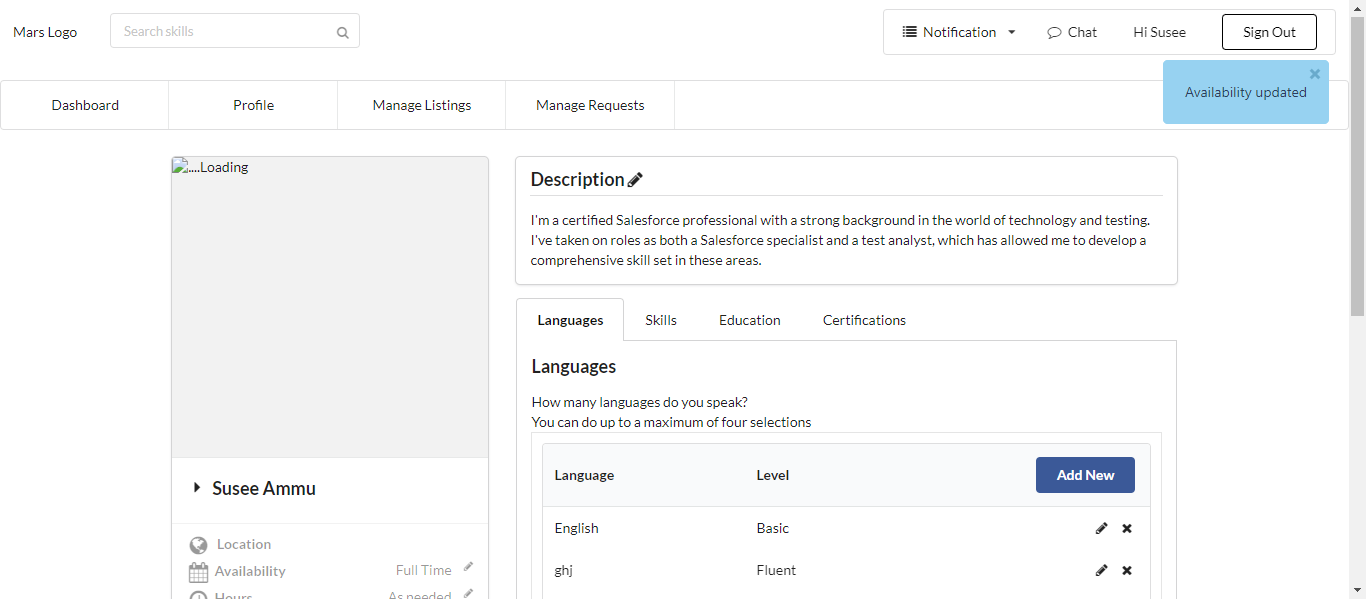 Mars Logo
Search skills
Notification
Chat
Hi Susee
Sign Out
Availability updated
Dashboard
Profile
Manage Listings
Manage Requests
....Loading
Description
I'm a certified Salesforce professional with a strong background in the world of technology and testing.
I've taken on roles as both a Salesforce specialist and a test analyst, which has allowed me to develop a
comprehensive skill set in these areas.
Susee Ammu
Location
Availability Full Time
Hours As needed
Languages Skills Education Certifications
Languages
How many languages do you speak?
You can do up to a maximum of four selections
Language Level Add New
English Basic
ghj Fluent